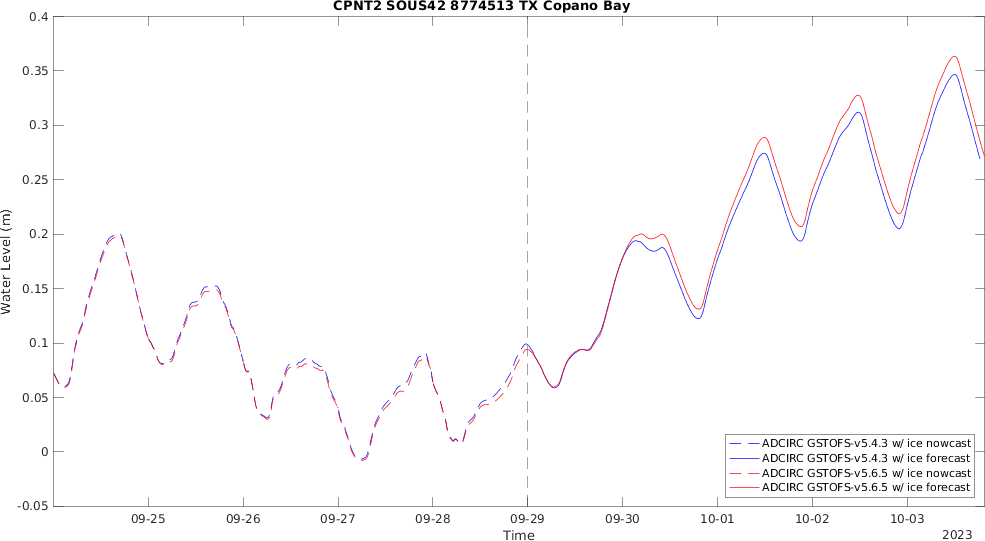 CPNT2 SOUS42 8774513 TX Copano Bay
0.4
0.35
0.3
0.25
0.2
0.15
0.1
0.05
0
-0.05
Water Level (m)
ADCIRC GSTOFS-v5.4.3 w/ ice nowcast
ADCIRC GSTOFS-v5.4.3 w/ ice forecast
ADCIRC GSTOFS-v5.6.5 w/ ice nowcast
ADCIRC GSTOFS-v5.6.5 w/ ice forecast
09-25 09-26 09-27 09-28 09-29 09-30 10-01 10-02 10-03
Time
2023